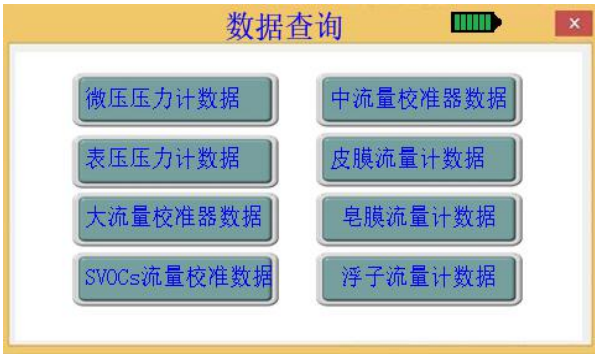 数据查询
微压压力计数据
中流量校准器数据
表压压力计数据
皮膜流量计数据
大流量校准器数据
皂膜流量计数据
SVOCs流量校准数据
浮子流量计数据